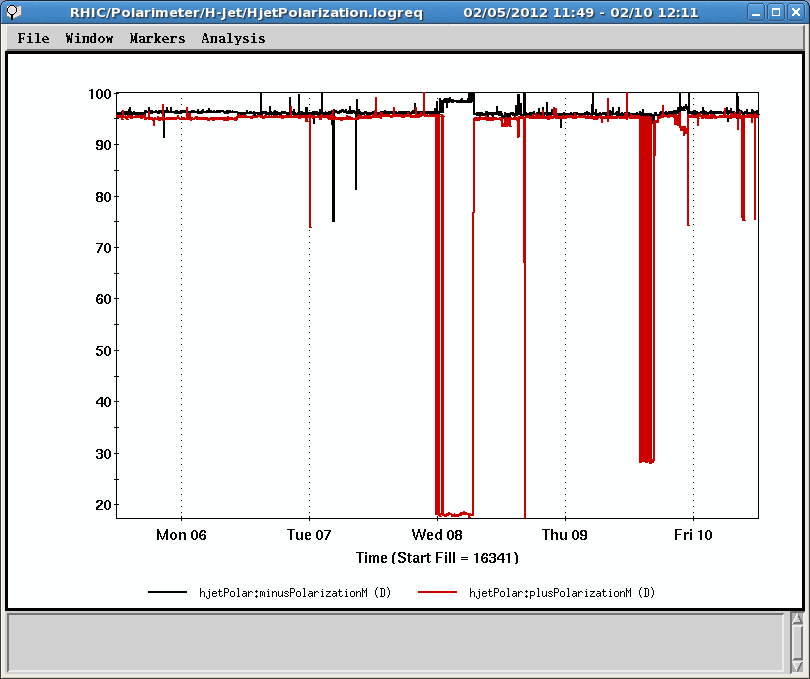 RHIC/Polarimeter/H-Jet/HjetPolarization.logreq 02/05/2012 11:49 - 02/10 12:11
File Window Markers Analysis
100
90
80
70
60
50
40
30
20
Mon 06 Tue 07 Wed 08 Thu 09 Fri 10
Time (Start Fill = 16341)
hjetPolar:minusPolarizationM (D) hjetPolar:plusPolarizationM (D)